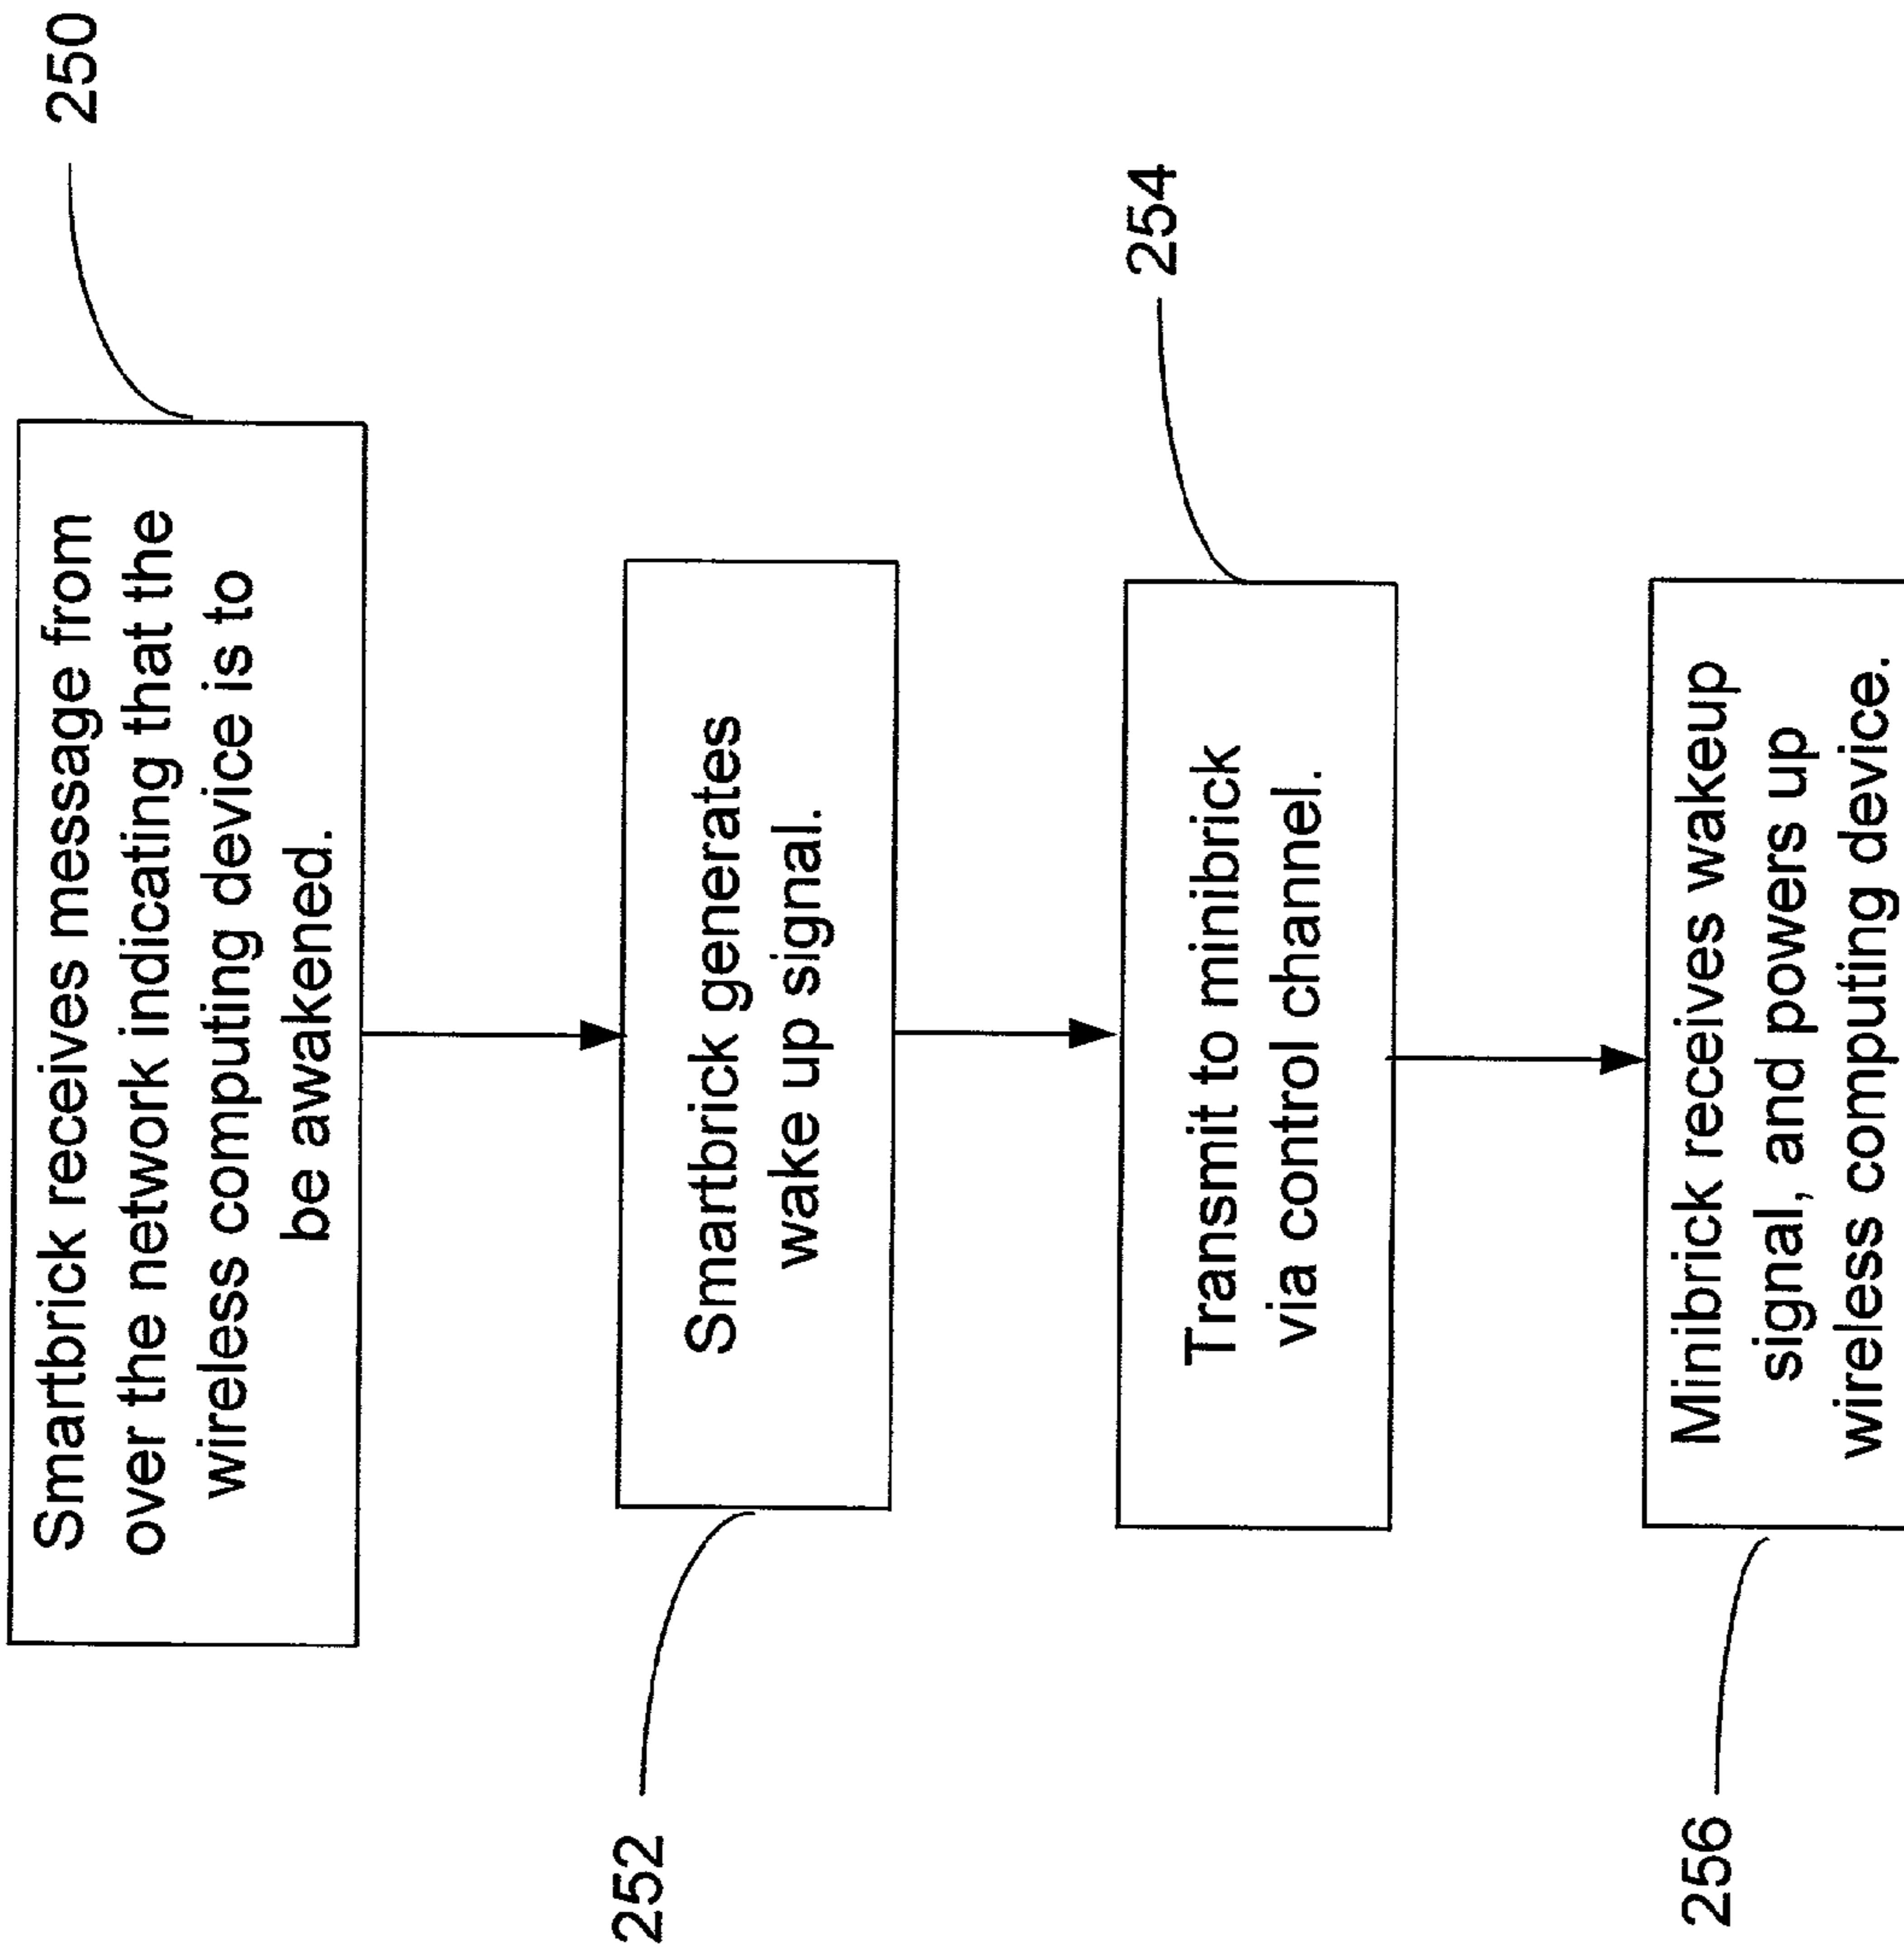 250
Smartbrick receives message from
over the network indicating that the
wireless computing device is to
be awakened.
252
Smartbrick generates
wake up signal.
254
Transmit to minibrick
via control channel.
256
Minibrick receives wakeup
signal, and powers up
wireless computing device.